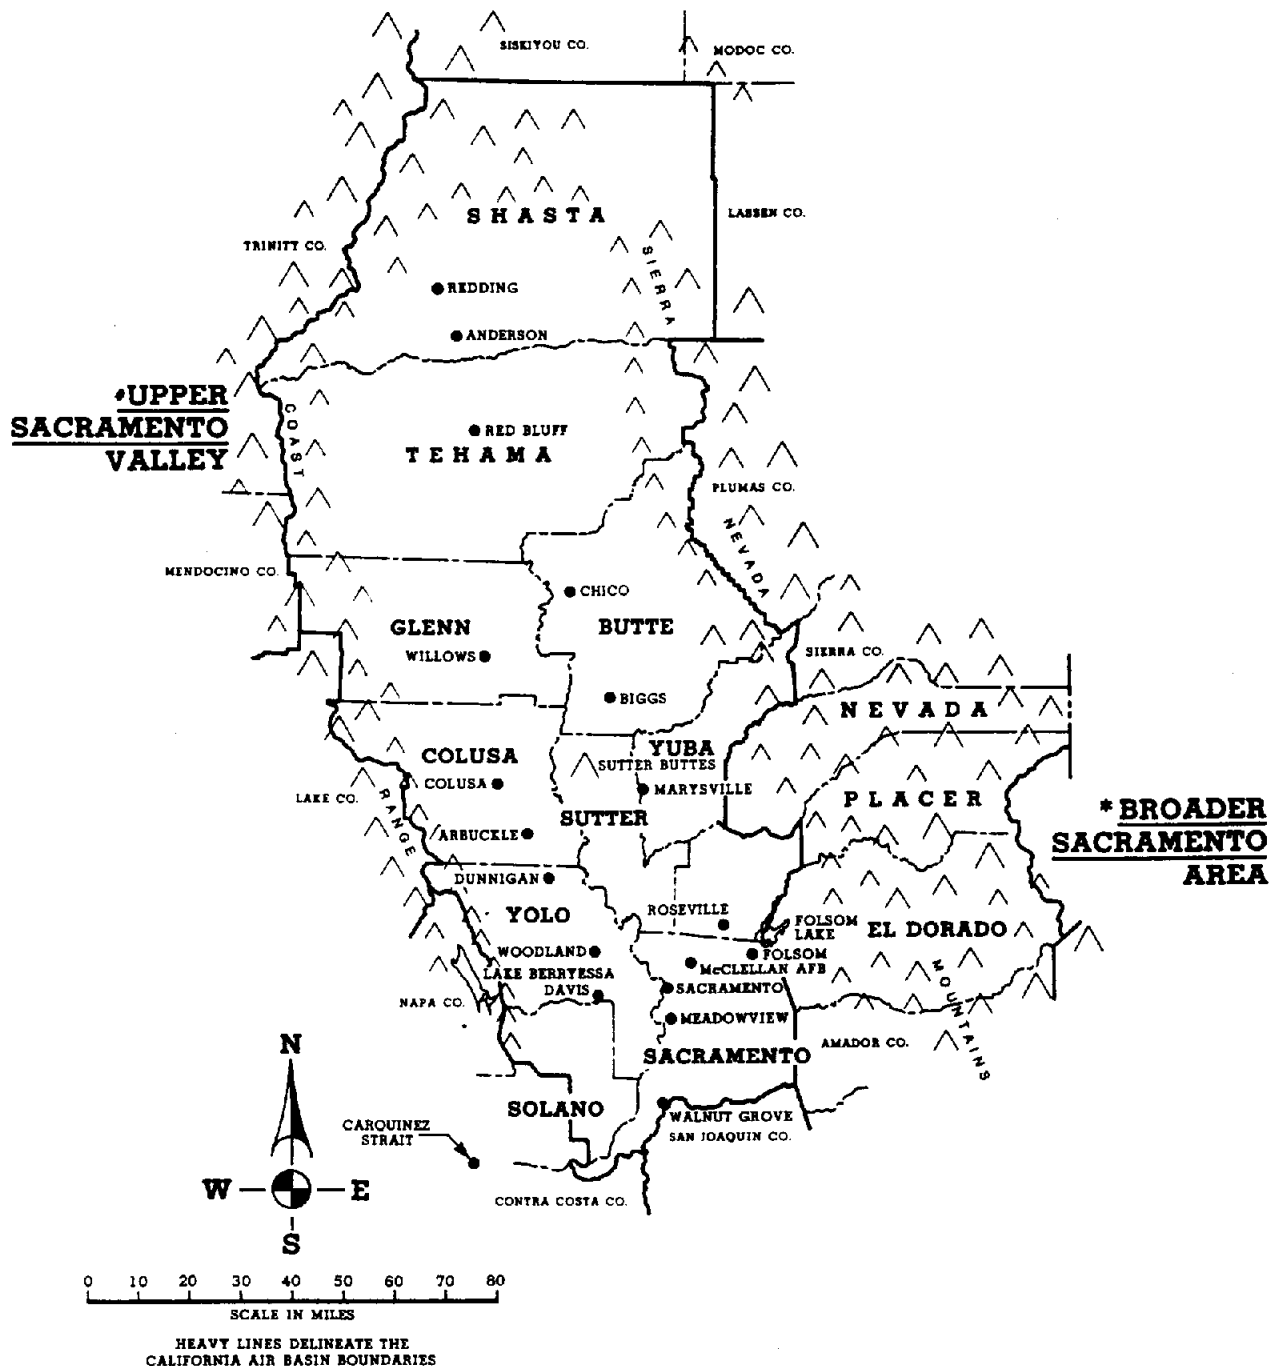 SISKIYOU CO.
MODOC CO.
SHASTA
LASSEN CO.
TRINITT CO.
SIERRA
REDDING
ANDERSON
*UPPER
SACRAMENTO
VALLEY
COAST
RED BLUFF
TEHAMA
PLUMAS CO.
NEVADA
MENDOCINO CO.
CHICO
GLENN
BUTTE
WILLOWS
SIERRA CO.
BIGGS
NEVADA
YUBA
COLUSA
SUTTER BUTTES
COLUSA
MARYSVILLE
LAKE CO.
RANGE
PLACER
*BROADER
SACRAMENTO
AREA
SUTTER
ARBUCKLE
DUNNIGAN
YOLO
ROSEVILLE
FOLSOM
LAKE
EL DORADO
WOODLAND
FOLSOM
McCLELLAN AFB
LAKE BERRYESSA
DAVIS
SACRAMENTO
MOUNTAINS
NAPA CO.
MEADOWVIEW
AMADOR CO.
SACRAMENTO
SOLANO
WALNUT GROVE
SAN JOAQUIN CO.
CARQUINEZ
STRAIT
CONTRA COSTA CO.
N
W
E
S
0 10 20 30 40 50 60 70 80
SCALE IN MILES
HEAVY LINES DELINEATE THE
CALIFORNIA AIR BASIN BOUNDARIES